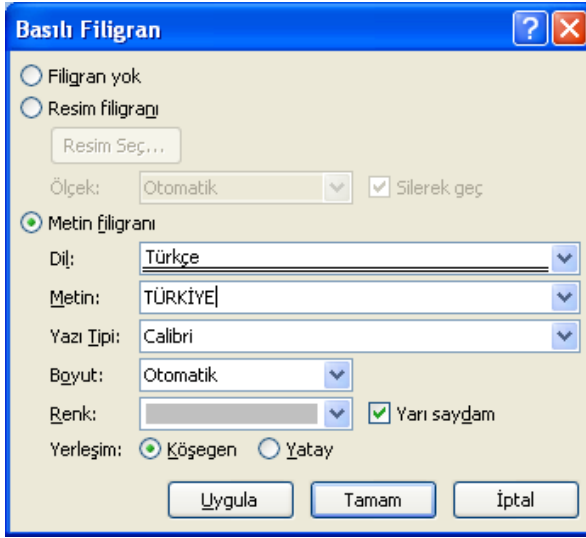 Basılı Filigran
Filigran yok
Resim filigranı
Resim Seç...
Ölçek: Otomatik Silerek geç
Metin filigranı
Dil: Türkçe
Metin: TÜRKİYE
Yazı Tipi: Calibri
Boyut: Otomatik
Renk: Yarı saydam
Yerleşim: Köşegen Yatay
Uygula Tamam İptal